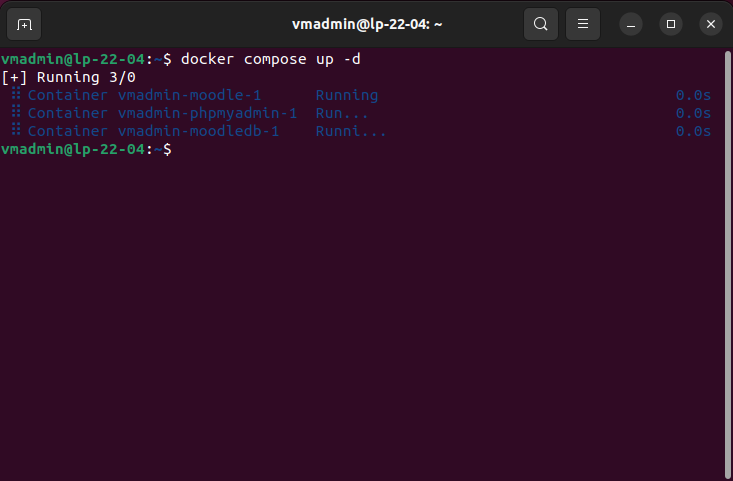 vmadmin@lp-22-04: ~
vmadmin@lp-22-04:~$ docker compose up -d
[+] Running 3/0
⠿ Container vmadmin-moodle-1      Running                                 0.0s
⠿ Container vmadmin-phpmyadmin-1  Run...                                  0.0s
⠿ Container vmadmin-moodledb-1    Runni...                                0.0s
vmadmin@lp-22-04:~$